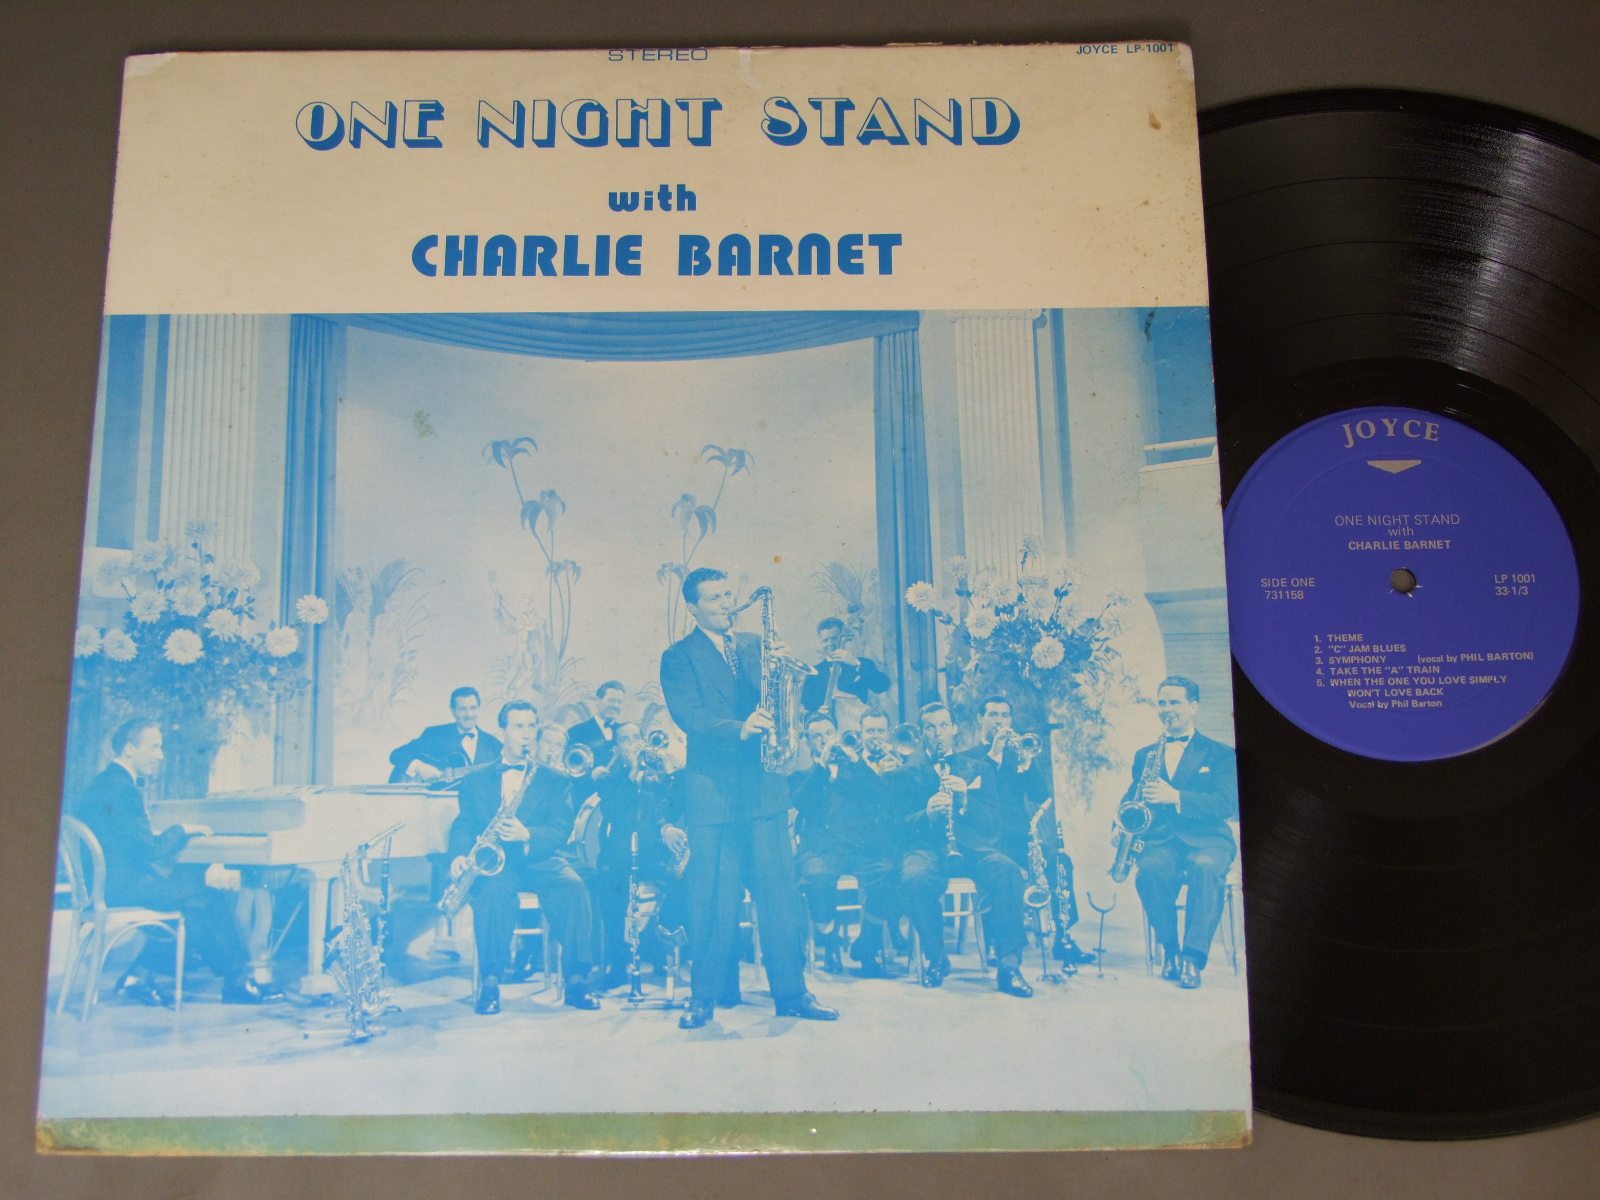 STEREO
JOYCE LP-1001
ONE NIGHT STAND
with
CHARLIE BARNET
JOYCE
ONE NIGHT STAND
with
CHARLIE BARNET
SIDE ONE
731158
LP 1001
33-1/3
1. THEME
2. "C" JAM BLUES
3. SYMPHONY (vocal by PHIL BARTON)
4. TAKE THE "A" TRAIN
5. WHEN THE ONE YOU LOVE SIMPLY
WON'T LOVE BACK
Vocal by Phil Barton